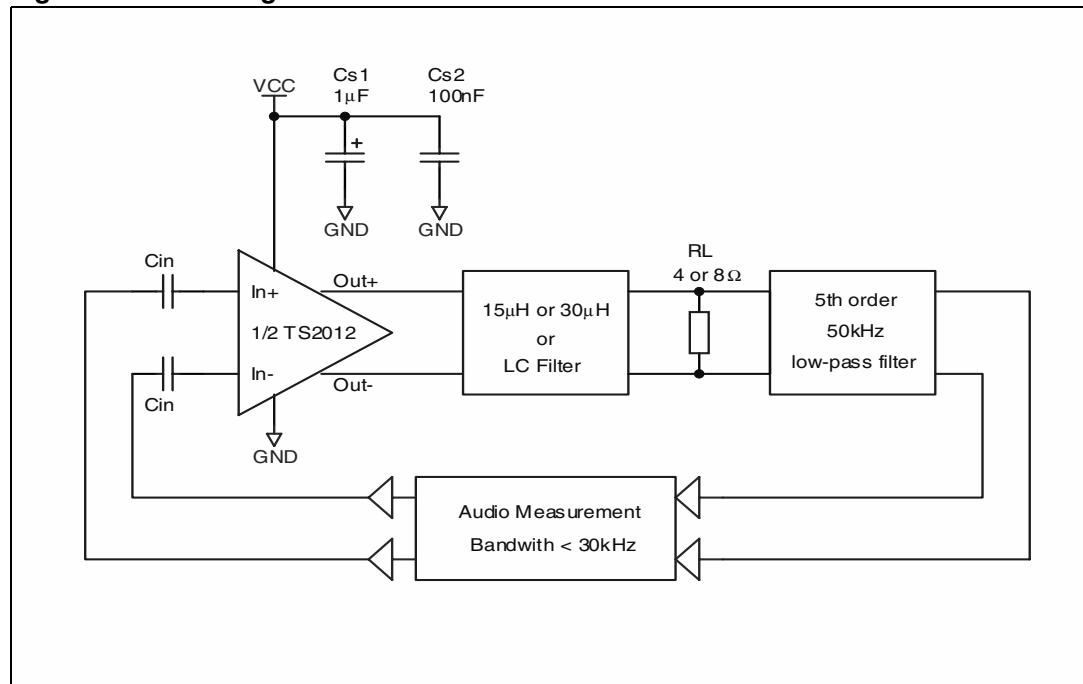 VCC
Cs1
1μF
Cs2
100nF
+
GND
GND
Cin
In+
Out+
1/2 TS2012
In-
Out-
Cin
GND
15μH or 30μH
or
LC Filter
RL
4 or 8Ω
5th order
50kHz
low-pass filter
Audio Measurement
Bandwith < 30kHz